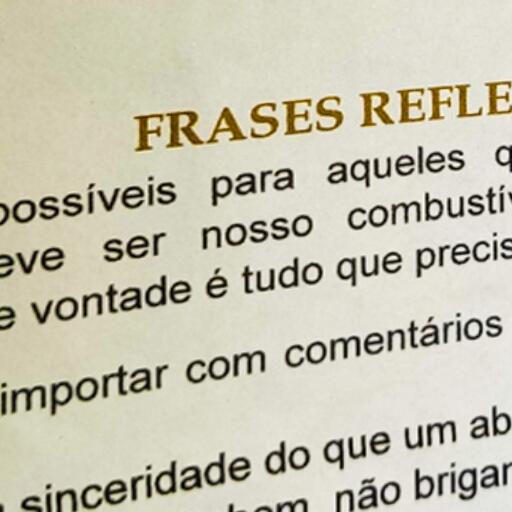 FRASES REFLE
possíveis para aqueles q
eve ser nosso combustív
e vontade é tudo que precis
importar com comentários
sinceridade do que um ab
bem não brigar